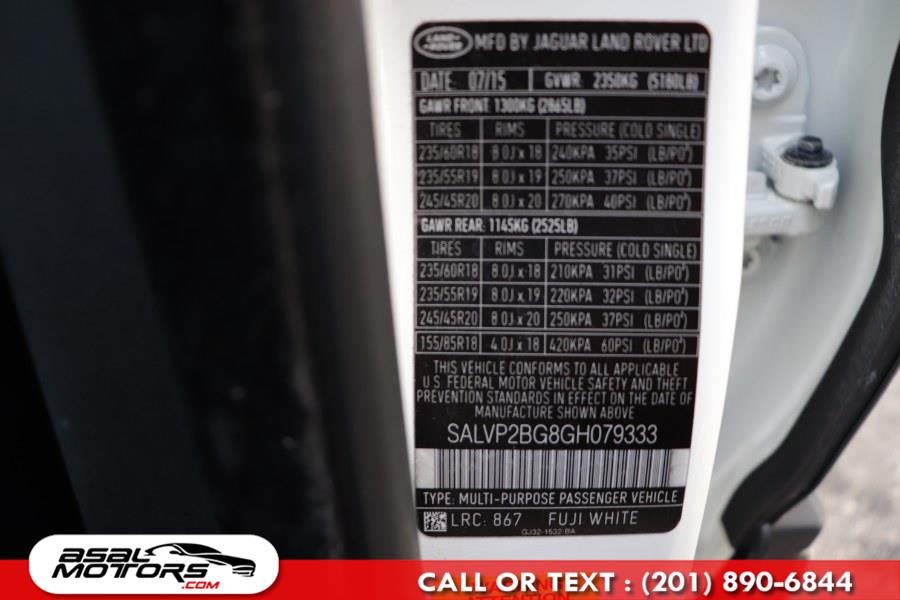 LAND ROVER MFD BY JAGUAR LAND ROVER LTD
DATE: 07/15 GVWR: 2350KG (5180LB)
GAWR FRONT: 1300KG (2865LB)
TIRES RIMS PRESSURE (COLD SINGLE)
235/60R18 8.0J x 18 240KPA 35PSI (LB/PO²)
235/55R19 8.0J x 19 250KPA 37PSI (LB/PO²)
245/45R20 8.0J x 20 270KPA 40PSI (LB/PO²)
GAWR REAR: 1145KG (2525LB)
TIRES RIMS PRESSURE (COLD SINGLE)
235/60R18 8.0J x 18 210KPA 31PSI (LB/PO²)
235/55R19 8.0J x 19 220KPA 32PSI (LB/PO²)
245/45R20 8.0J x 20 250KPA 37PSI (LB/PO²)
155/85R18 4.0J x 18 420KPA 60PSI (LB/PO²)
THIS VEHICLE CONFORMS TO ALL APPLICABLE
U.S. FEDERAL MOTOR VEHICLE SAFETY AND THEFT
PREVENTION STANDARDS IN EFFECT ON THE DATE OF
MANUFACTURE SHOWN ABOVE
SALVP2BG8GH079333
TYPE: MULTI-PURPOSE PASSENGER VEHICLE
LRC: 867 FUJI WHITE
GJ32-1532-BA
ASAL
MOTORS.COM
CALL OR TEXT : (201) 890-6844